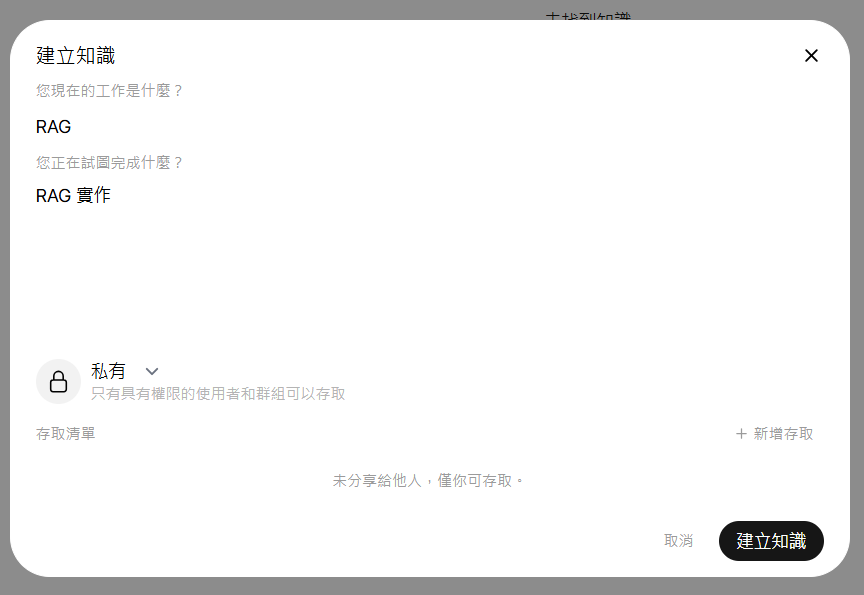 建立知識
您現在的工作是什麼？
RAG
您正在試圖完成什麼？
RAG 實作
私有
只有具有權限的使用者和群組可以存取
存取清單
新增存取
未分享給他人，僅你可存取。
取消
建立知識